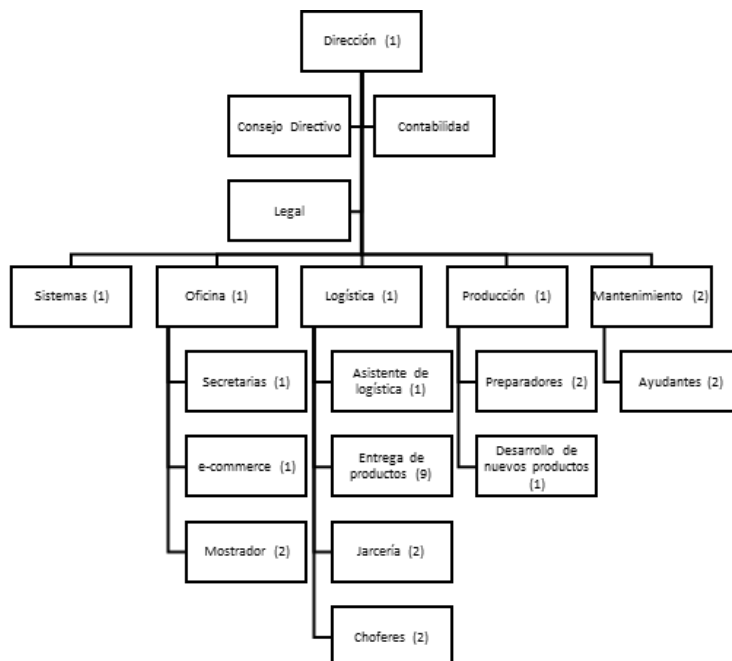 Dirección (1)
Consejo Directivo
Contabilidad
Legal
Sistemas (1)
Oficina (1)
Logística (1)
Producción (1)
Mantenimiento (2)
Secretarias (1)
Asistente de
logística (1)
Preparadores (2)
Ayudantes (2)
e-commerce (1)
Entrega de
productos (9)
Desarrollo de
nuevos productos
(1)
Mostrador (2)
Jarcería (2)
Choferes (2)